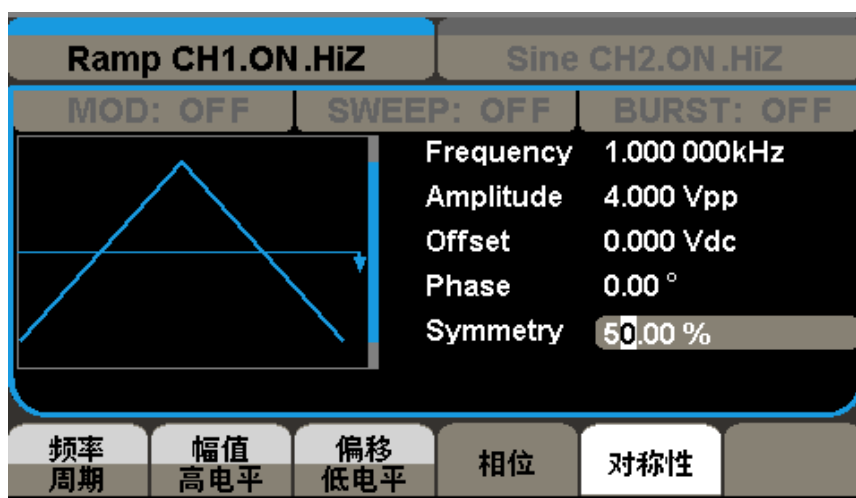 Ramp CH1.ON.HiZ
Sine CH2.ON.HiZ
MOD: OFF
SWEEP: OFF
BURST: OFF
Frequency 1.000 000kHz
Amplitude 4.000 Vpp
Offset 0.000 Vdc
Phase 0.00 °
Symmetry 50.00 %
频率
周期
幅值
高电平
偏移
低电平
相位
对称性